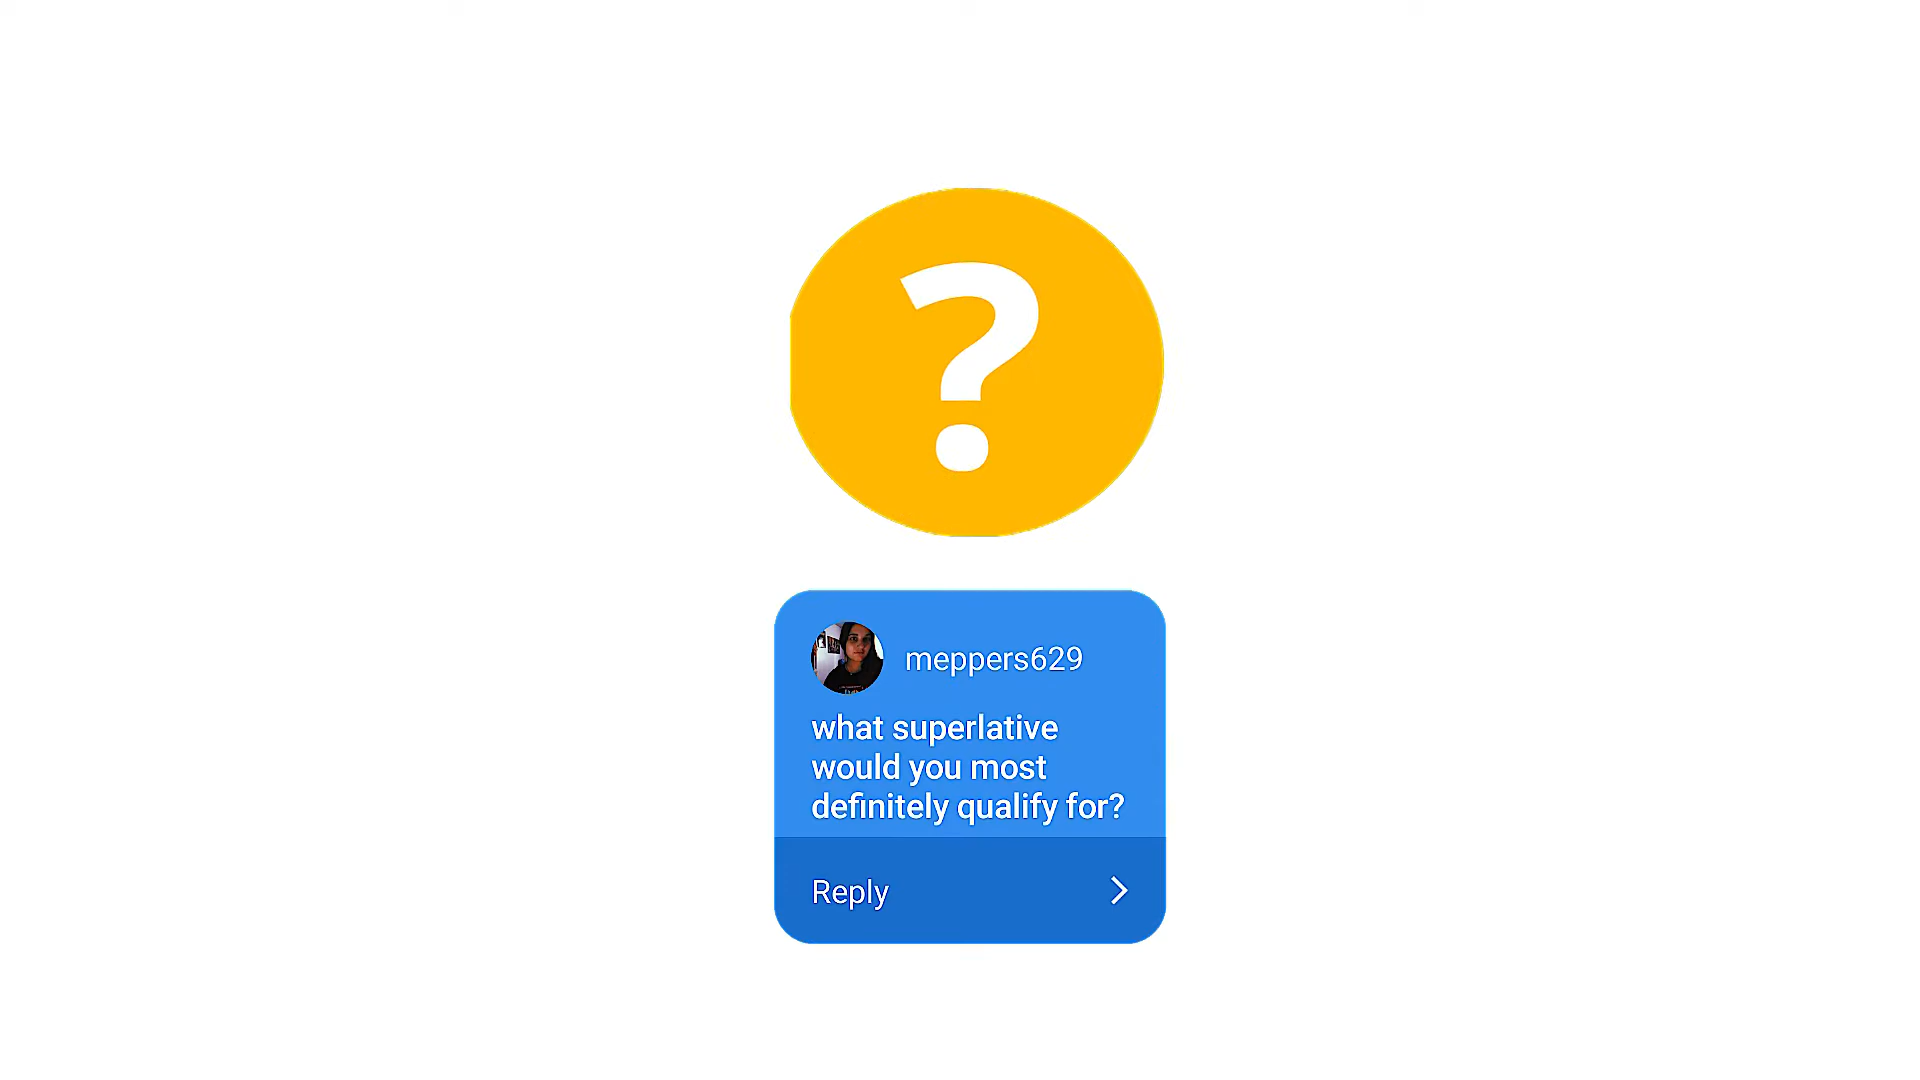 ?
meppers629
what superlative
would you most
definitely qualify for?
Reply